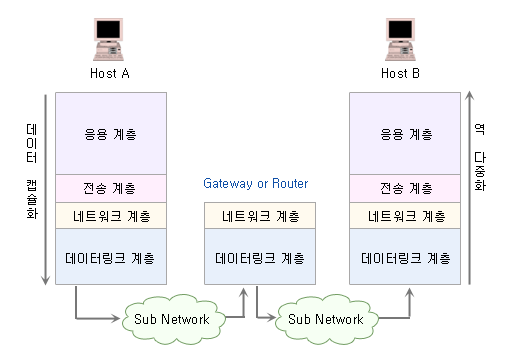 Host A
Host B
데이터 캡슐화
응용 계층
전송 계층
네트워크 계층
데이터링크 계층
Gateway or Router
네트워크 계층
데이터링크 계층
응용 계층
전송 계층
네트워크 계층
데이터링크 계층
역 다중화
Sub Network
Sub Network